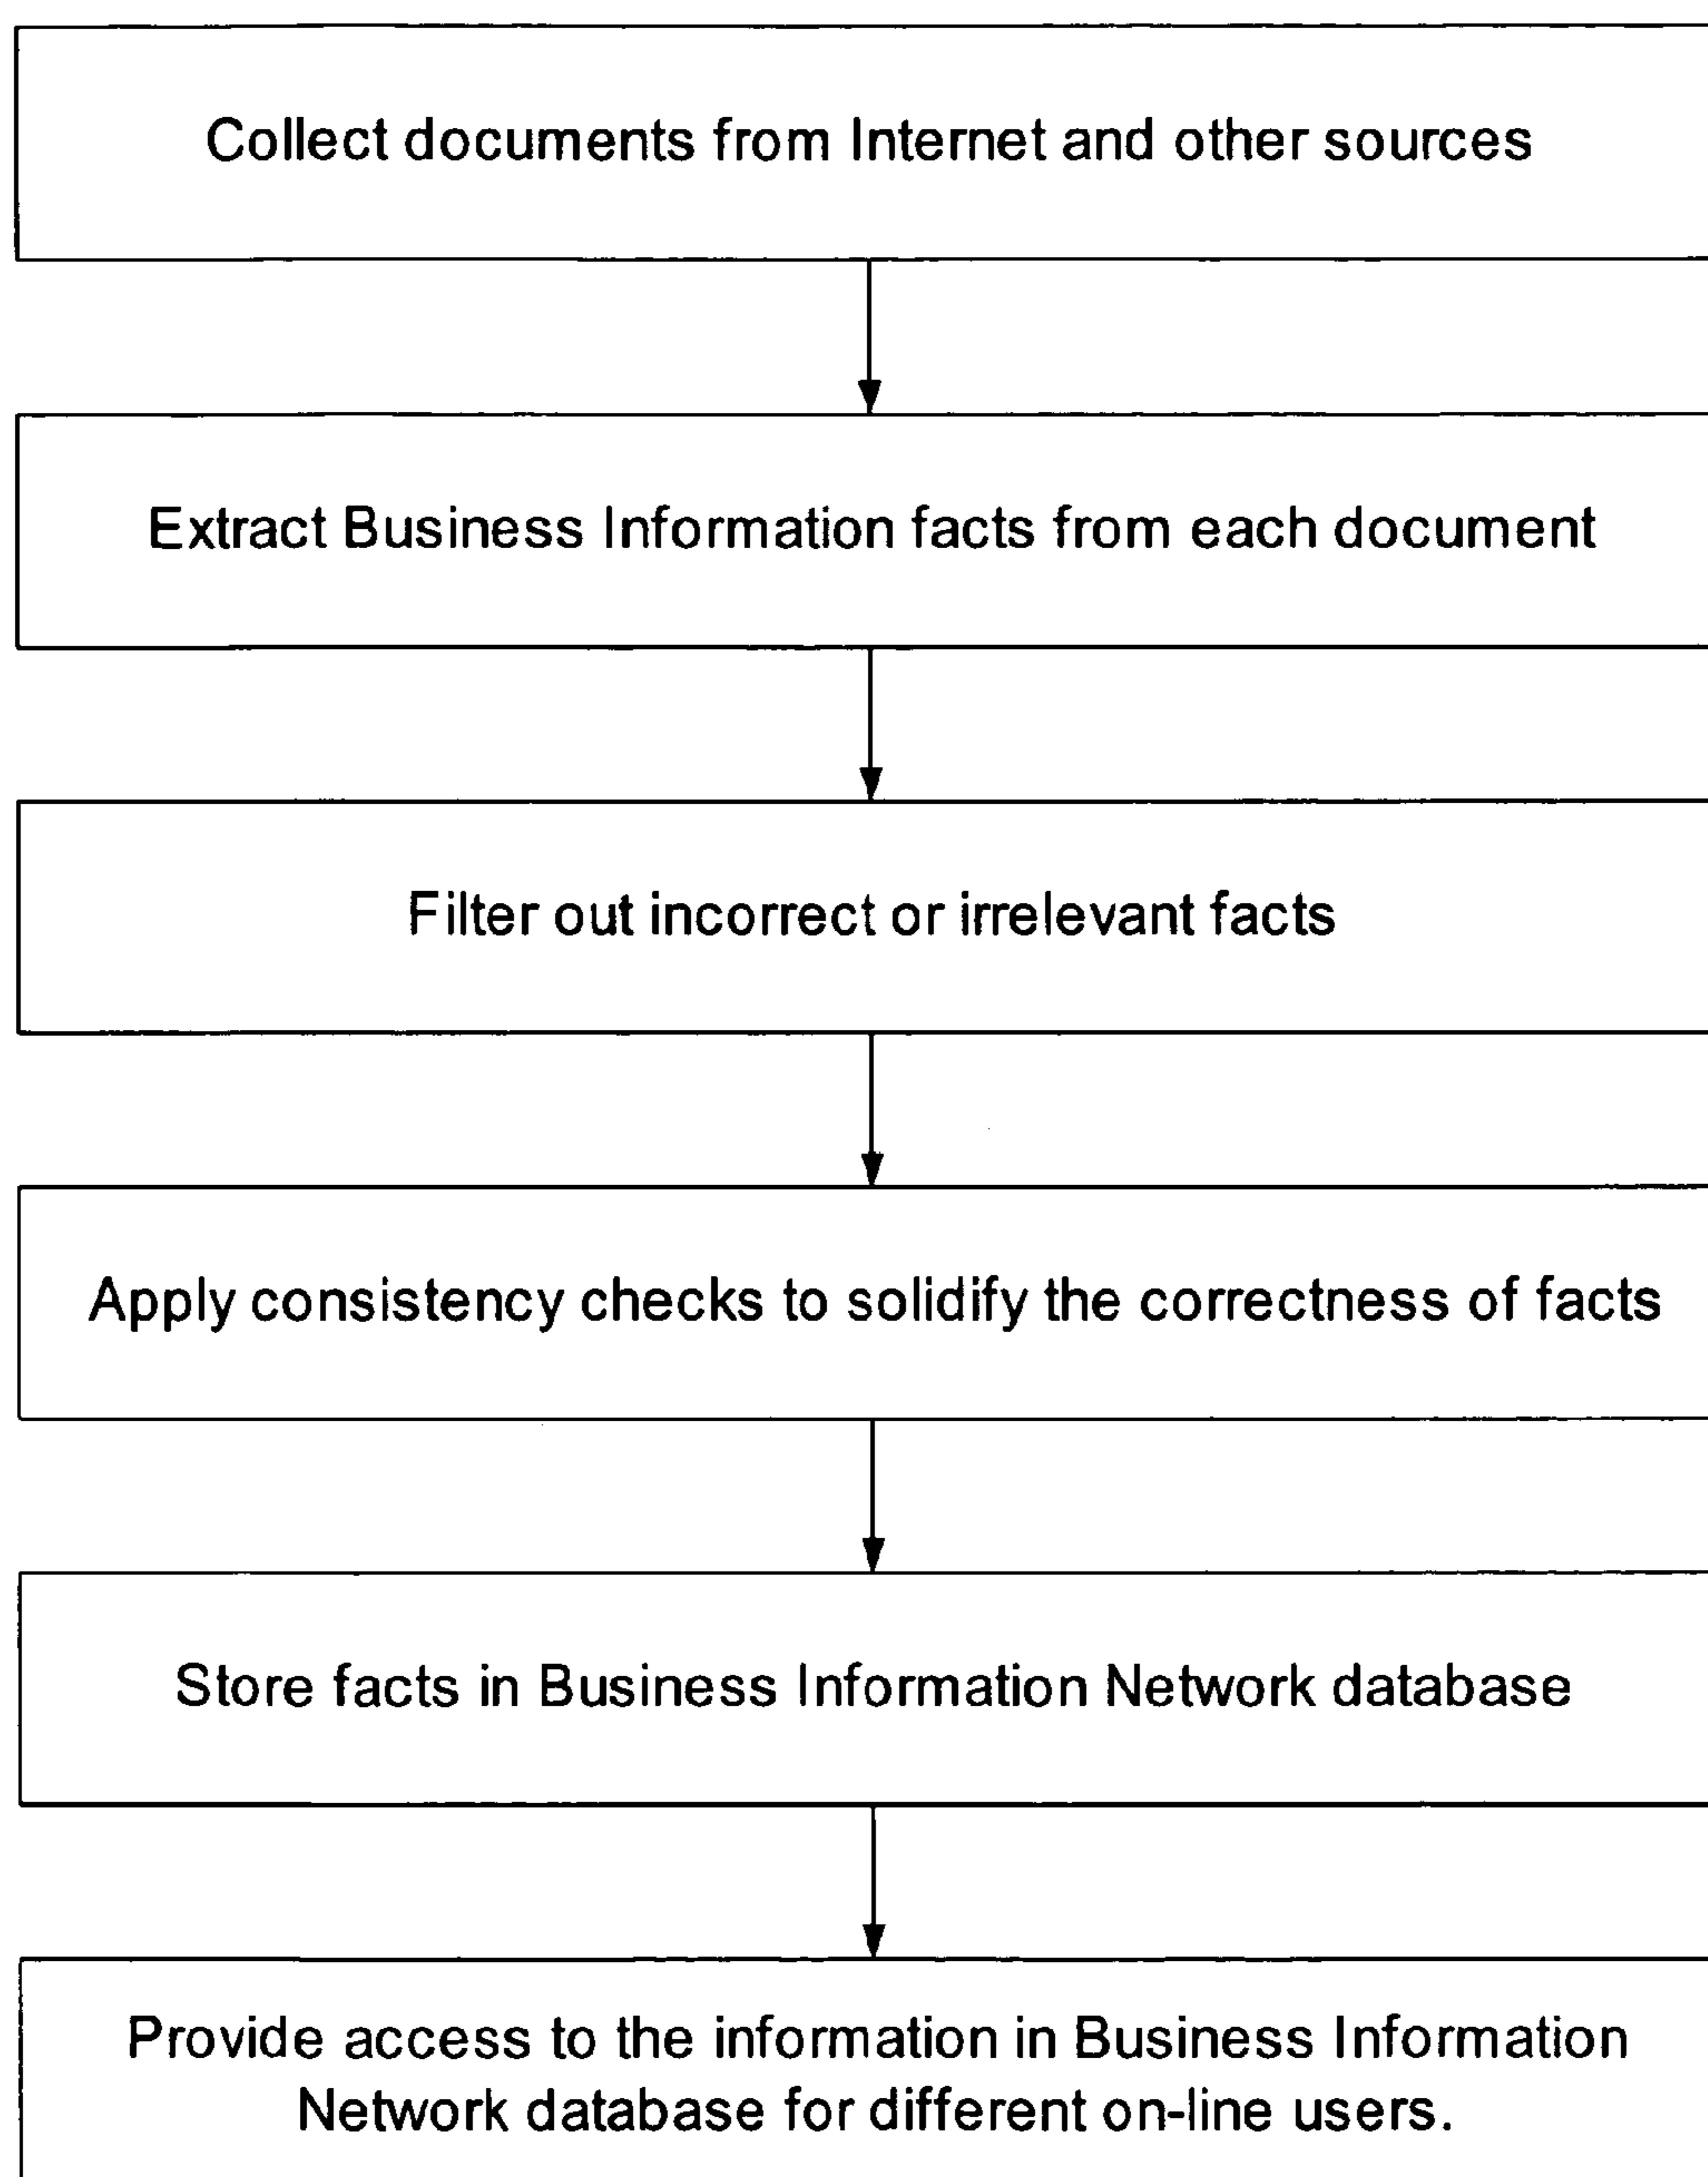 Collect documents from Internet and other sources
Extract Business Information facts from each document
Filter out incorrect or irrelevant facts
Apply consistency checks to solidify the correctness of facts
Store facts in Business Information Network database
Provide access to the information in Business Information
Network database for different on-line users.